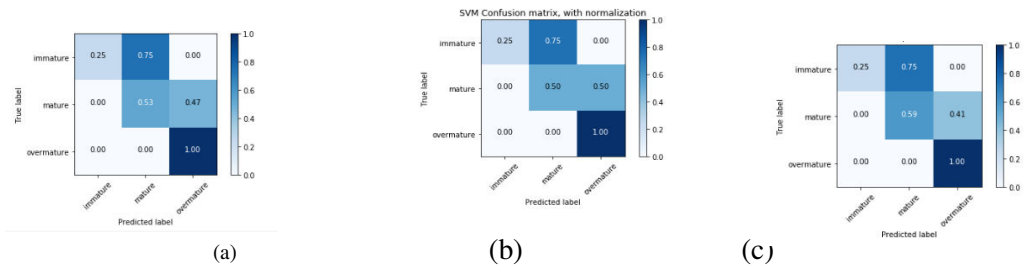 1.0
immature 0.25 0.75 0.00
0.8
mature 0.00 0.53 0.47
0.6
0.4
overmature 0.00 0.00 1.00
0.2
0.0
True label
immature mature overmature
Predicted label
(a)
SVM Confusion matrix, with normalization
1.0
immature 0.25 0.75 0.00
0.8
mature 0.00 0.50 0.50
0.6
0.4
overmature 0.00 0.00 1.00
0.2
0.0
True label
immature mature overmature
Predicted label
(b)
1.0
immature 0.25 0.75 0.00
0.8
mature 0.00 0.59 0.41
0.6
0.4
overmature 0.00 0.00 1.00
0.2
0.0
True label
immature mature overmature
Predicted label
(c)